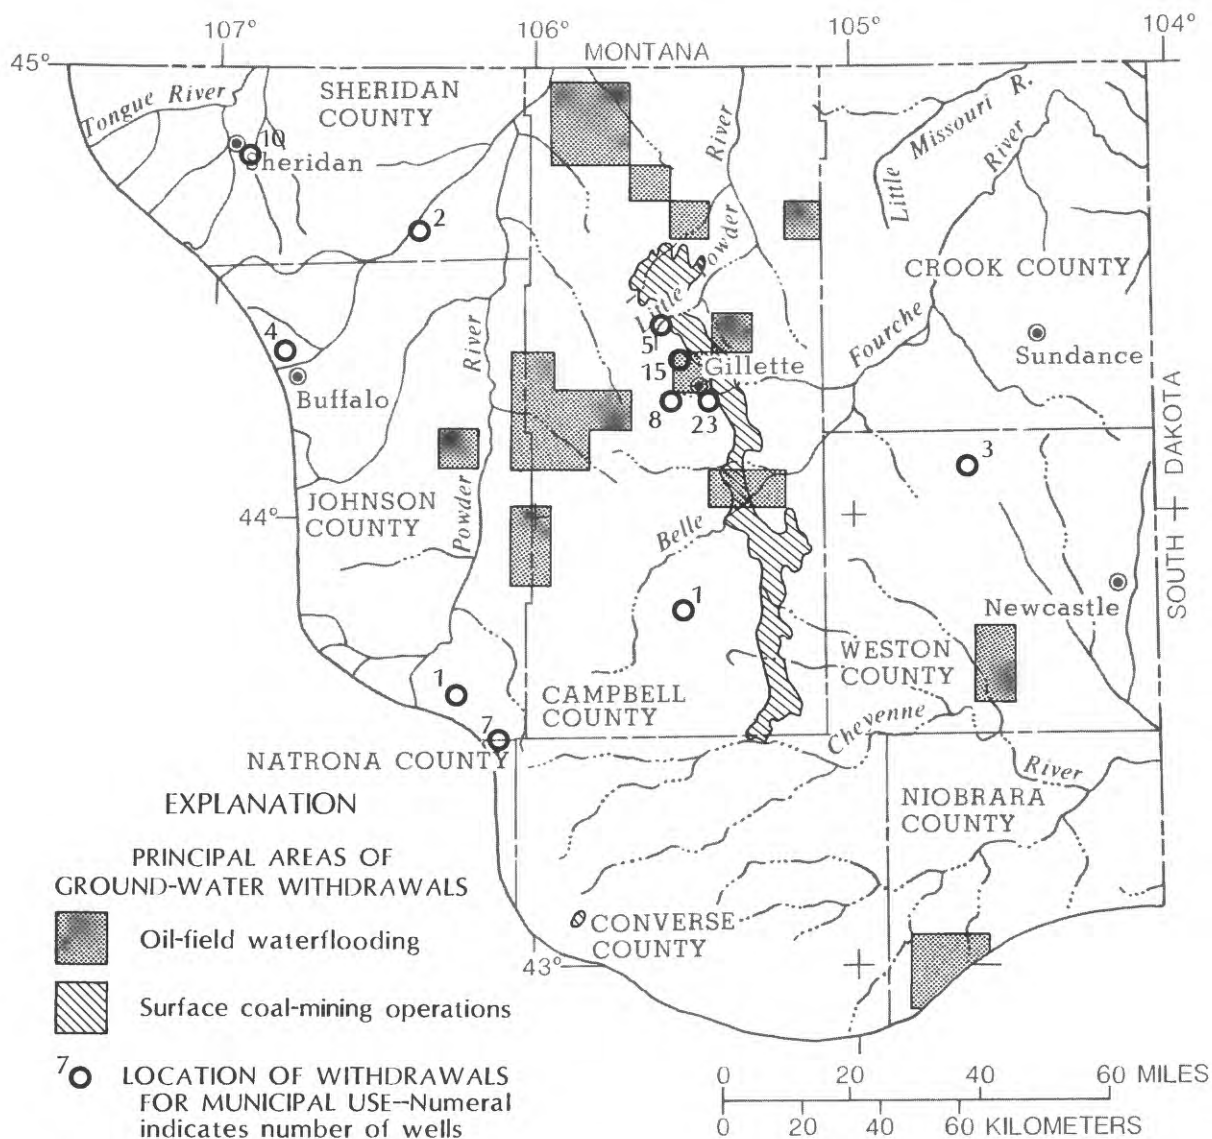 107° 106° 105° 104°
MONTANA
45°
Tongue River
SHERIDAN
COUNTY
Little Missouri R.
River
River
10
Sheridan
2
Little Powder
CROOK COUNTY
4
River
5
15
Gillette
Fourche
Sundance
Buffalo
8
23
3
JOHNSON
COUNTY
44°
Powder
Belle
SOUTH DAKOTA
1
Newcastle
WESTON
COUNTY
1
CAMPBELL
COUNTY
Cheyenne
7
NATRONA COUNTY
River
NIOBRARA
COUNTY
CONVERSE
COUNTY
43°
EXPLANATION
PRINCIPAL AREAS OF
GROUND-WATER WITHDRAWALS
Oil-field waterflooding
Surface coal-mining operations
7 LOCATION OF WITHDRAWALS
FOR MUNICIPAL USE--Numeral
indicates number of wells
0 20 40 60 MILES
0 20 40 60 KILOMETERS